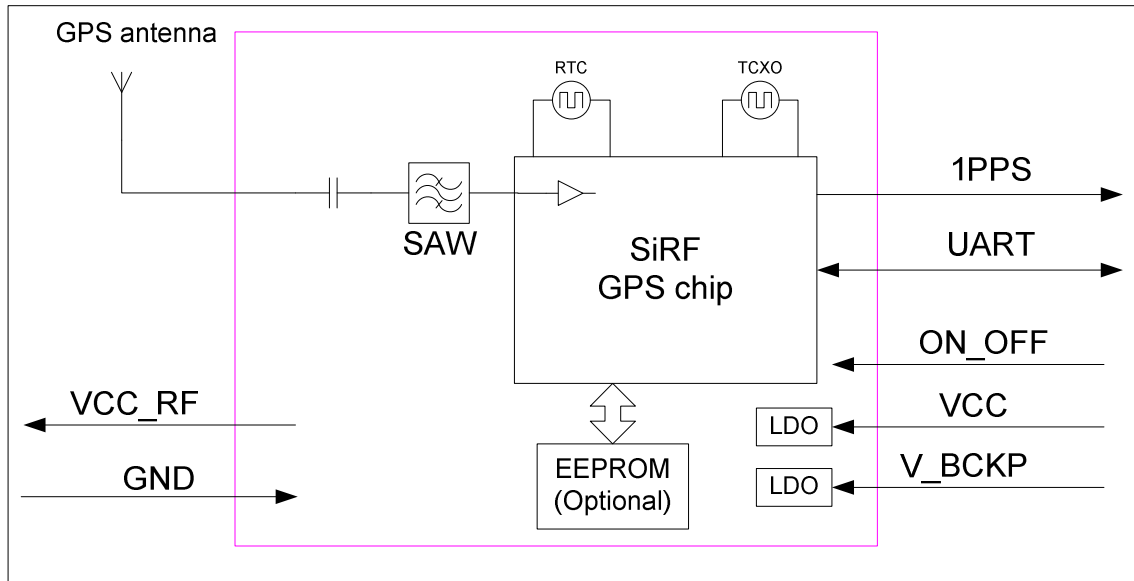 GPS antenna
RTC
TCXO
SAW
SiRF
GPS chip
1PPS
UART
ON_OFF
VCC_RF
VCC
LDO
GND
EEPROM
(Optional)
LDO
V_BCKP